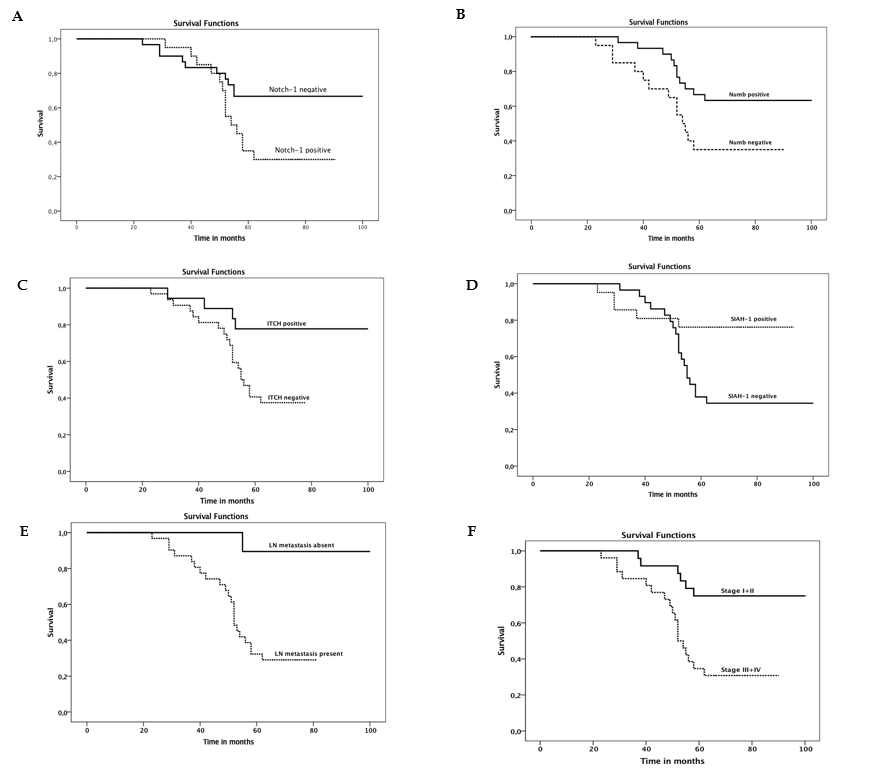 A
Survival Functions
1,0
0,8
0,6
0,4
0,2
0,0
Survival
Notch-1 negative
Notch-1 positive
0 20 40 60 80 100
Time in months
B
Survival Functions
1,0
0,8
0,6
0,4
0,2
0,0
Survival
Numb positive
Numb negative
0 20 40 60 80 100
Time in months
C
Survival Functions
1,0
0,8
0,6
0,4
0,2
0,0
Survival
ITCH positive
ITCH negative
0 20 40 60 80 100
Time in months
D
Survival Functions
1,0
0,8
0,6
0,4
0,2
0,0
Survival
SIAH-1 positive
SIAH-1 negative
0 20 40 60 80 100
Time in months
E
Survival Functions
1,0
0,8
0,6
0,4
0,2
0,0
Survival
LN metastasis absent
LN metastasis present
0 20 40 60 80 100
Time in months
F
Survival Functions
1,0
0,8
0,6
0,4
0,2
0,0
Survival
Stage I+II
Stage III+IV
0 20 40 60 80 100
Time in months